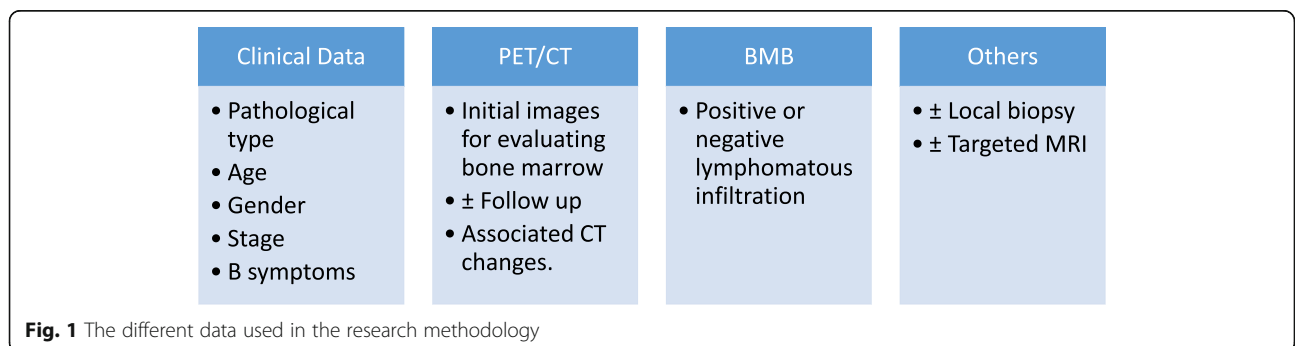 Clinical Data
• Pathological
type
• Age
• Gender
• Stage
• B symptoms
PET/CT
• Initial images
for evaluating
bone marrow
• ± Follow up
• Associated CT
changes.
BMB
• Positive or
negative
lymphomatous
infiltration
Others
• ± Local biopsy
• ± Targeted MRI
Fig. 1 The different data used in the research methodology